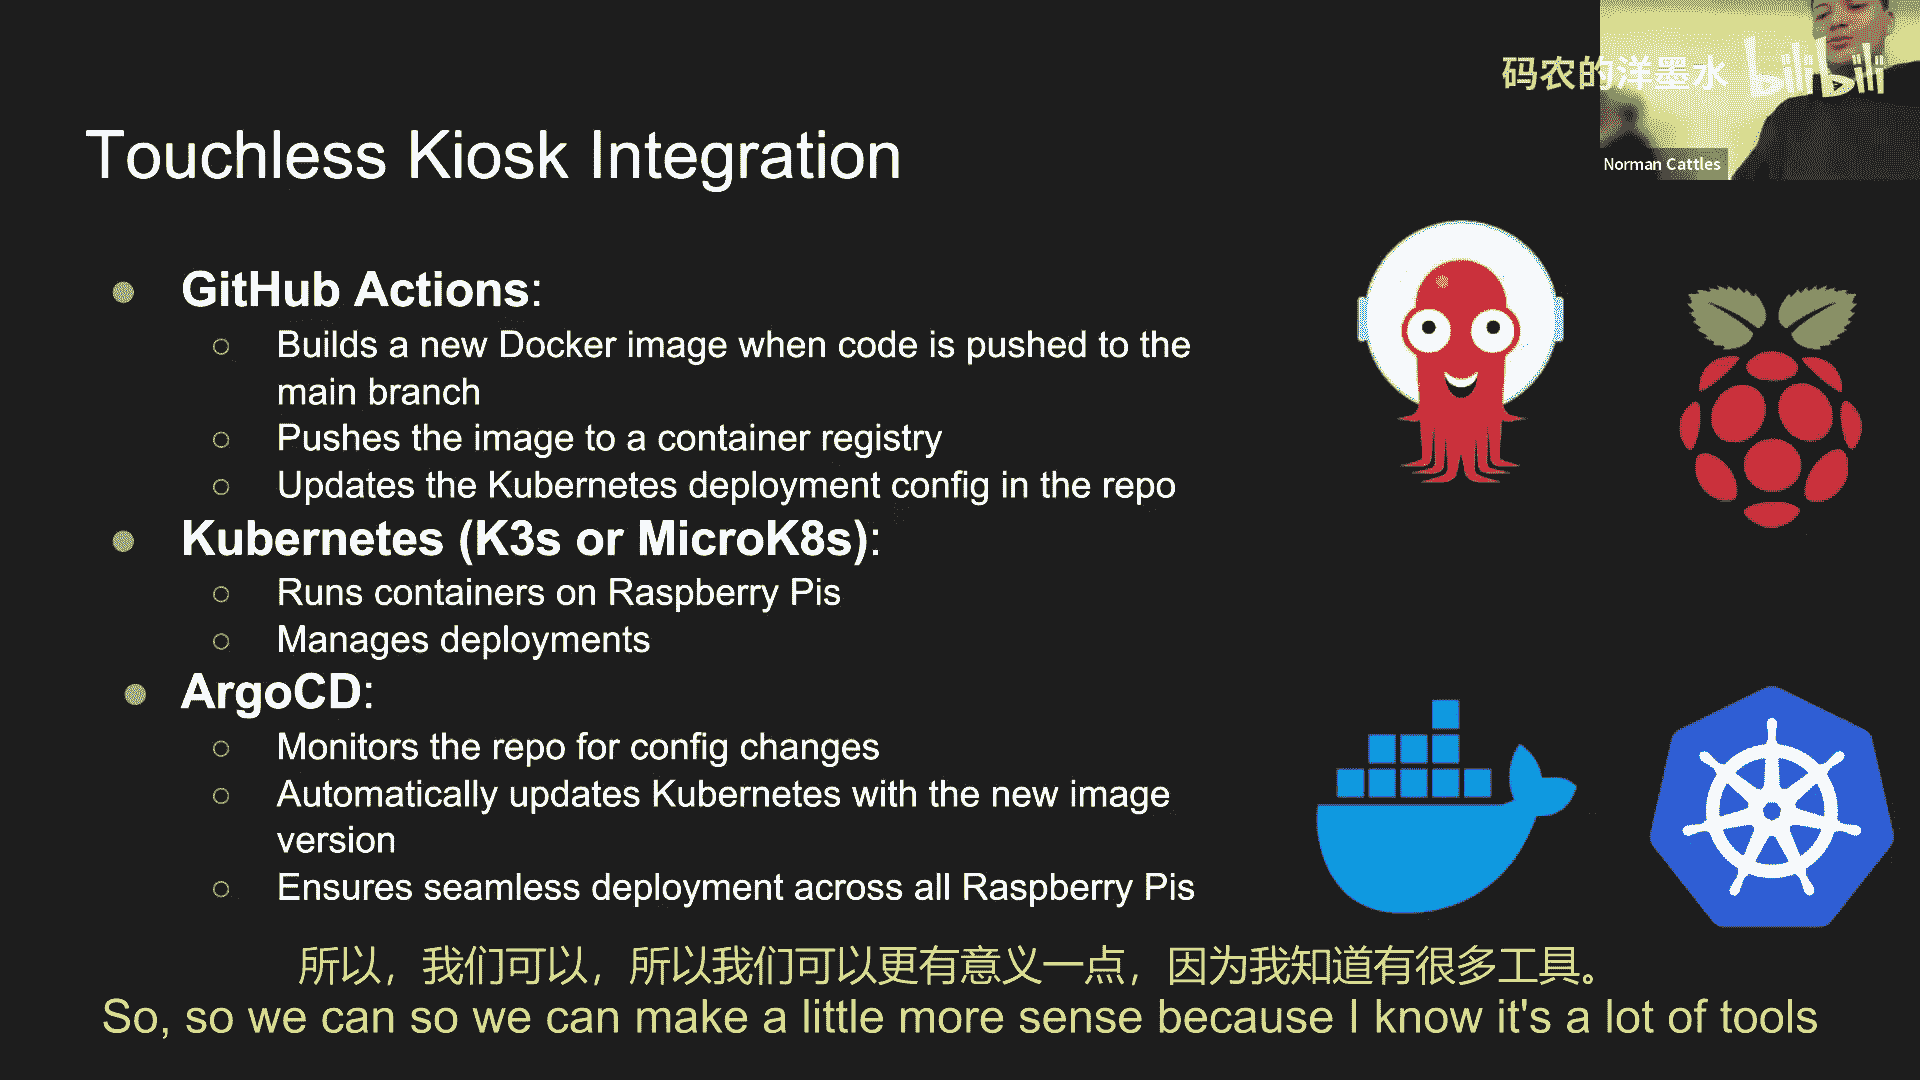 码农的洋墨水 bilibili
Norman Cattles
Touchless Kiosk Integration
● GitHub Actions:
○ Builds a new Docker image when code is pushed to the
main branch
○ Pushes the image to a container registry
○ Updates the Kubernetes deployment config in the repo
● Kubernetes (K3s or MicroK8s):
○ Runs containers on Raspberry Pis
○ Manages deployments
● ArgoCD:
○ Monitors the repo for config changes
○ Automatically updates Kubernetes with the new image
version
○ Ensures seamless deployment across all Raspberry Pis
所以，我们可以，所以我们可以更有意义一点，因为我知道有很多工具。
So, so we can so we can make a little more sense because I know it's a lot of tools